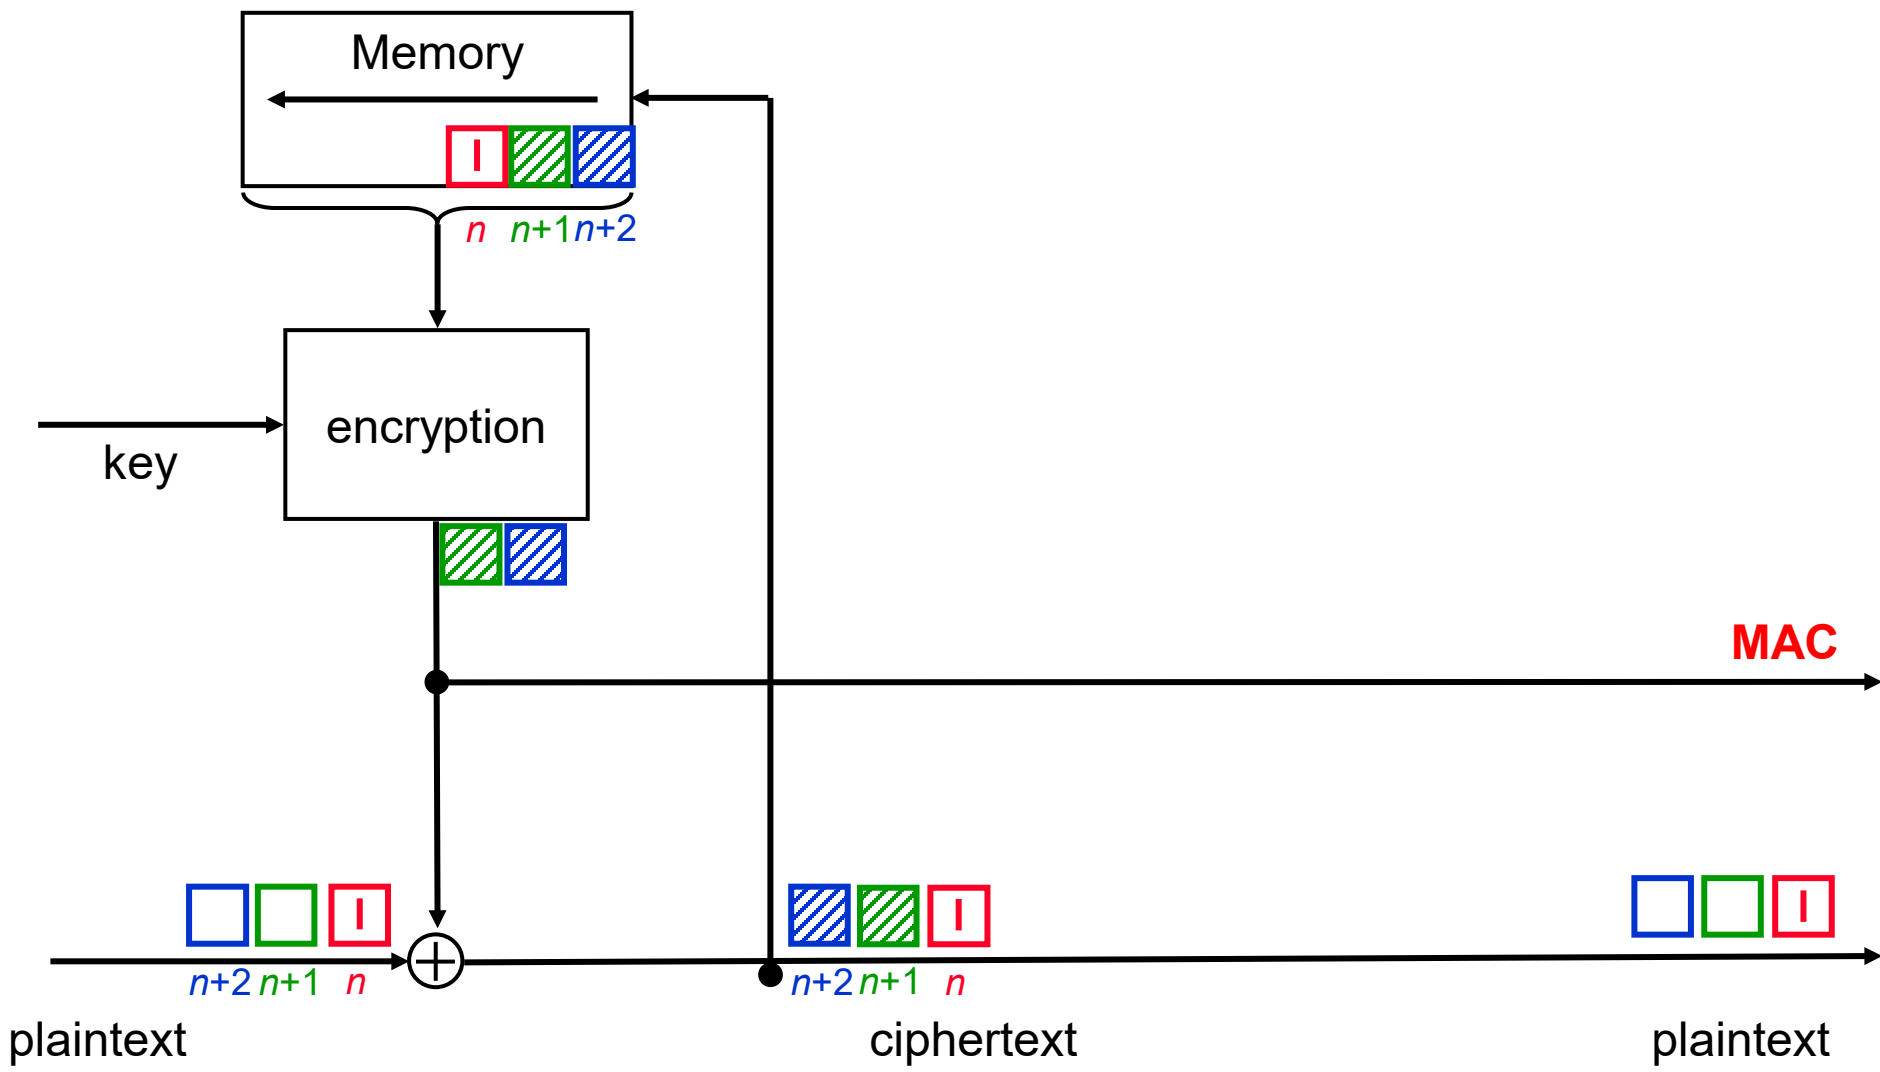 Memory
I
n n+1 n+2
encryption
key
MAC
I I I
n+2 n+1 n n+2 n+1 n
plaintext ciphertext plaintext